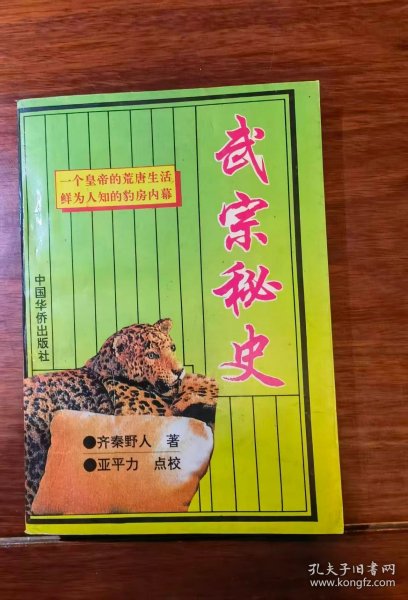 武宗秘史
一个皇帝的荒唐生活
鲜为人知的豹房内幕
中国华侨出版社
●齐秦野人 著
●亚平力 点校
孔夫子旧书网
www.kongfz.com